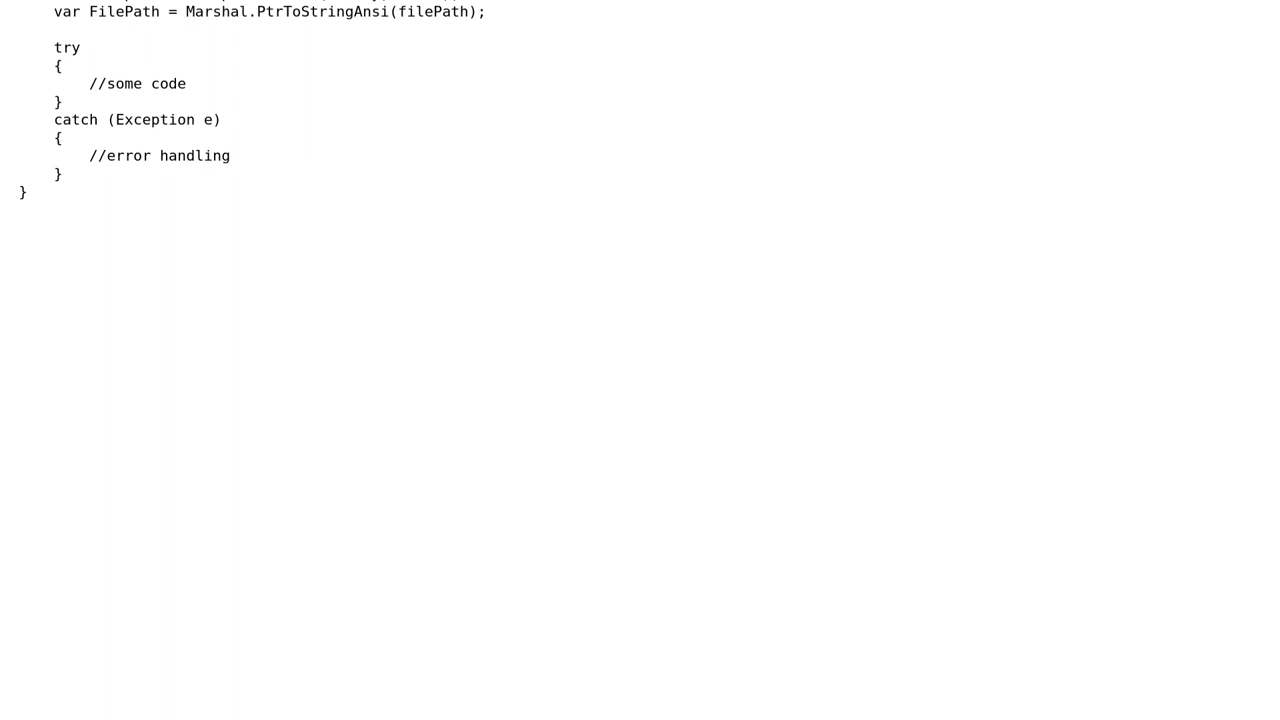 var FilePath = Marshal.PtrToStringAnsi(filePath);
    try
    {
        //some code
    }
    catch (Exception e)
    {
        //error handling
    }
}